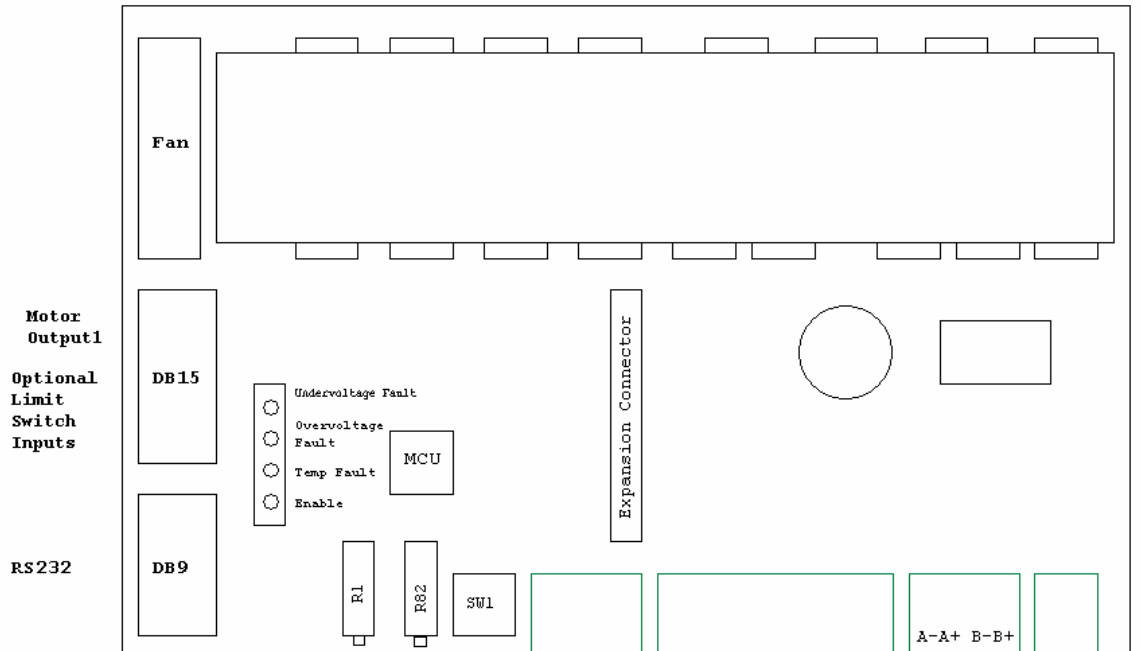 Fan
Motor
Output1
Optional
Limit
Switch
Inputs
DB15
Undervoltage Fault
Overvoltage
Fault
Temp Fault
Enable
MCU
Expansion Connector
RS232
DB9
R1
R82
SW1
A-A+ B-B+